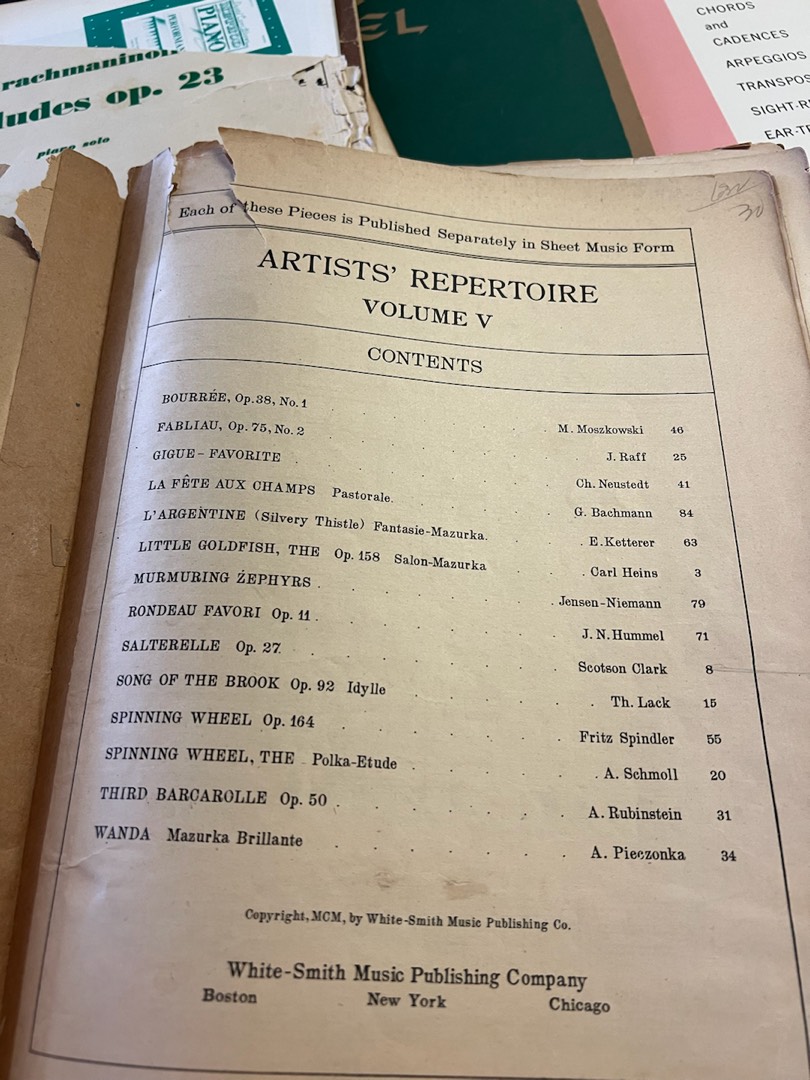 PIANO
rachmaninoff
ludes op. 23
piano solo
EL
CHORDS
and
CADENCES
ARPEGGIOS
TRANSPOS
SIGHT-R
EAR-T
30
Each of these Pieces is Published Separately in Sheet Music Form
ARTISTS' REPERTOIRE
VOLUME V
CONTENTS
BOURRÉE, Op.38, No.1 M. Moszkowski 46
FABLIAU, Op. 75, No. 2 J. Raff 25
GIGUE-FAVORITE Ch. Neustedt 41
LA FÊTE AUX CHAMPS Pastorale. G. Bachmann 84
L'ARGENTINE (Silvery Thistle) Fantasie-Mazurka. E. Ketterer 63
LITTLE GOLDFISH, THE Op. 158 Salon-Mazurka Carl Heins 3
MURMURING ZEPHYRS Jensen-Niemann 79
RONDEAU FAVORI Op. 11 J. N. Hummel 71
SALTERELLE Op. 27 Scotson Clark 8
SONG OF THE BROOK Op. 92 Idylle Th. Lack 15
SPINNING WHEEL Op. 164 Fritz Spindler 55
SPINNING WHEEL, THE Polka-Etude A. Schmoll 20
THIRD BARCAROLLE Op. 50 A. Rubinstein 31
WANDA Mazurka Brillante A. Pieczonka 34
Copyright, MCM, by White-Smith Music Publishing Co.
White-Smith Music Publishing Company
Boston New York Chicago